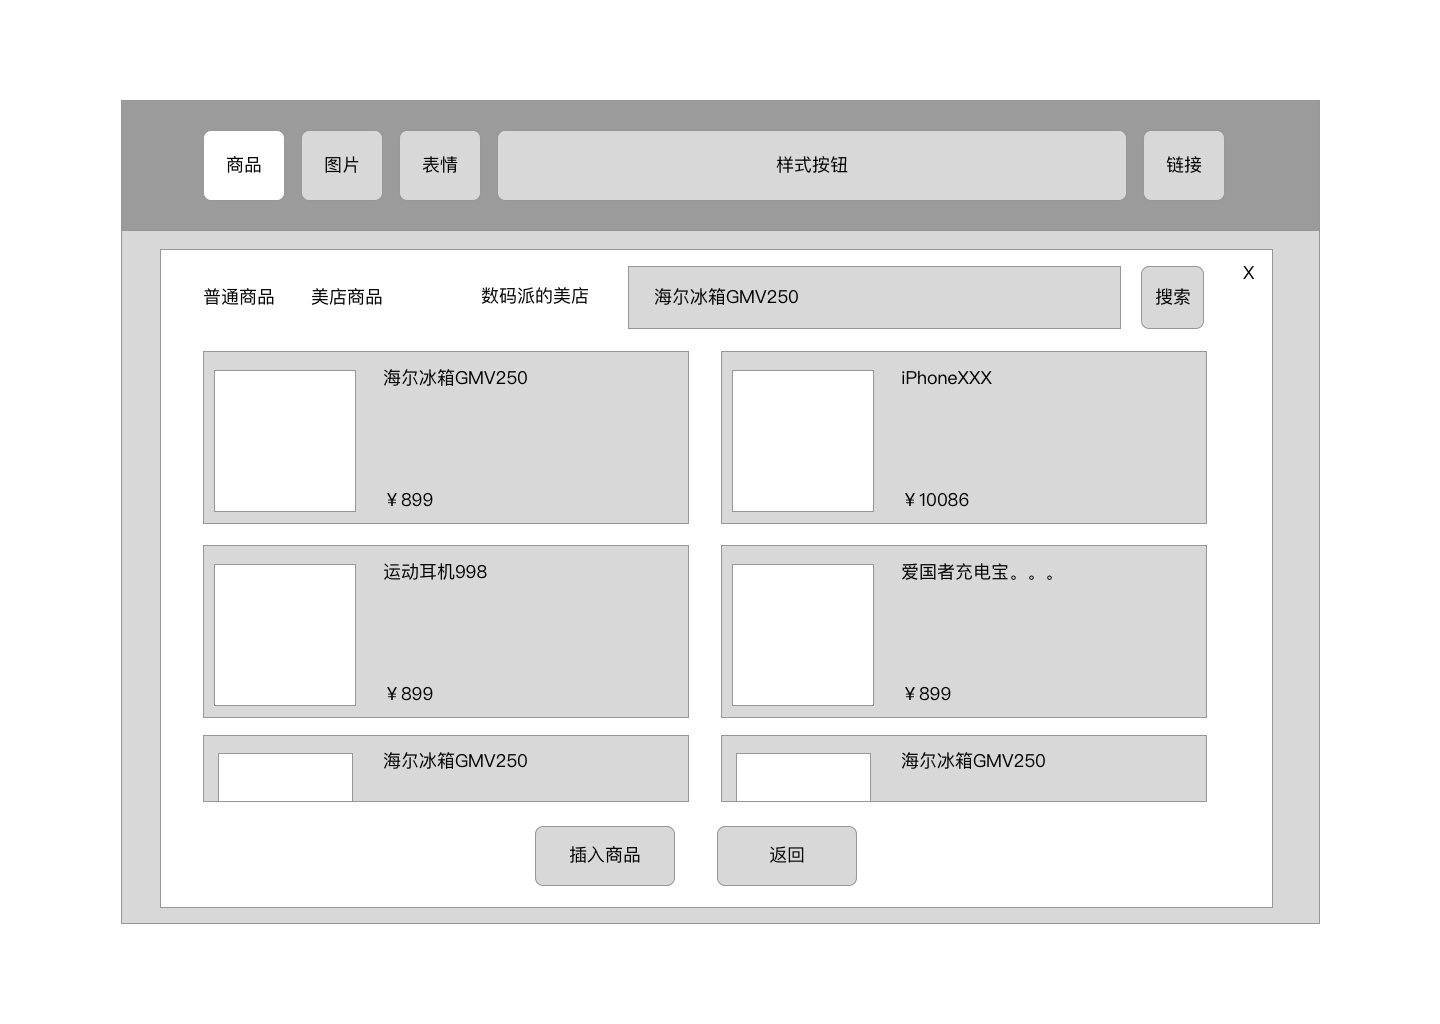 商品
图片
表情
样式按钮
链接
X
普通商品
美店商品
数码派的美店
海尔冰箱GMV250
搜索
海尔冰箱GMV250
¥899
iPhoneXXX
¥10086
运动耳机998
¥899
爱国者充电宝。。。
¥899
海尔冰箱GMV250
海尔冰箱GMV250
插入商品
返回